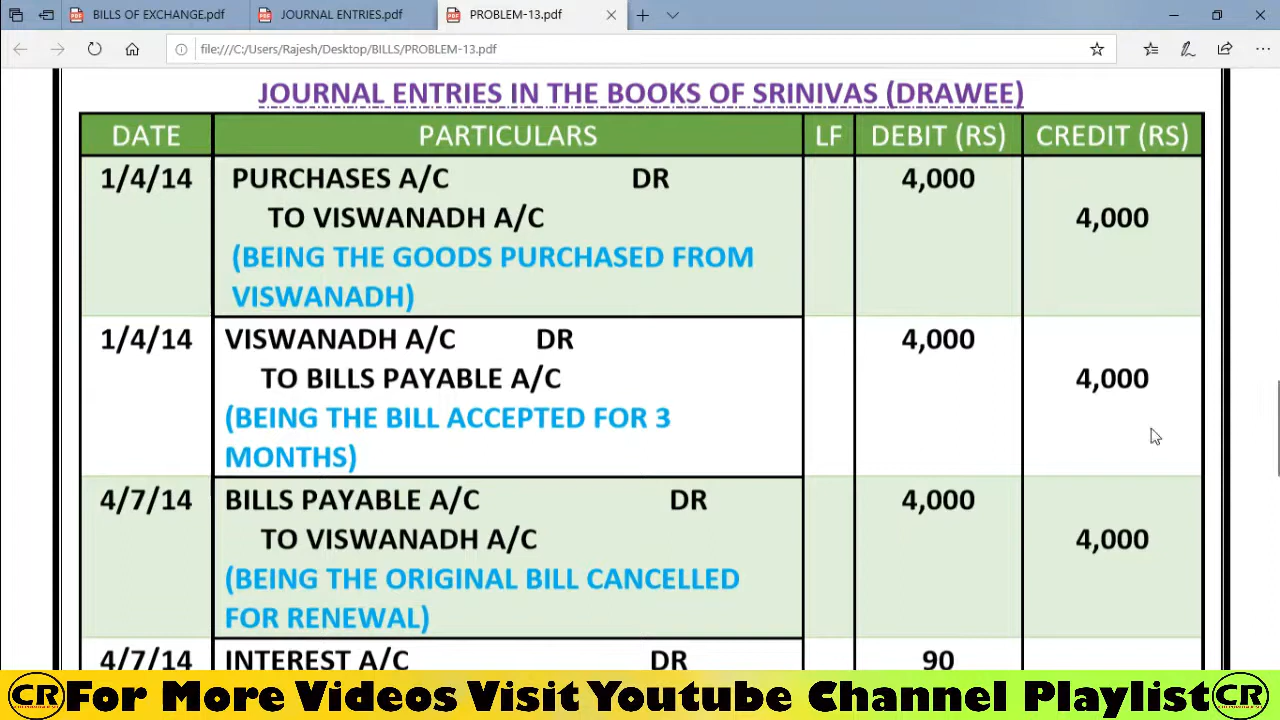 BILLS OF EXCHANGE.pdf JOURNAL ENTRIES.pdf PROBLEM-13.pdf
file:///C:/Users/Rajesh/Desktop/BILLS/PROBLEM-13.pdf
JOURNAL ENTRIES IN THE BOOKS OF SRINIVAS (DRAWEE)
DATE PARTICULARS LF DEBIT (RS) CREDIT (RS)
1/4/14 PURCHASES A/C DR 4,000
TO VISWANADH A/C 4,000
(BEING THE GOODS PURCHASED FROM
VISWANADH)
1/4/14 VISWANADH A/C DR 4,000
TO BILLS PAYABLE A/C 4,000
(BEING THE BILL ACCEPTED FOR 3
MONTHS)
4/7/14 BILLS PAYABLE A/C DR 4,000
TO VISWANADH A/C 4,000
(BEING THE ORIGINAL BILL CANCELLED
FOR RENEWAL)
4/7/14 INTEREST A/C DR 90
CR For More Videos Visit Youtube Channel Playlist CR